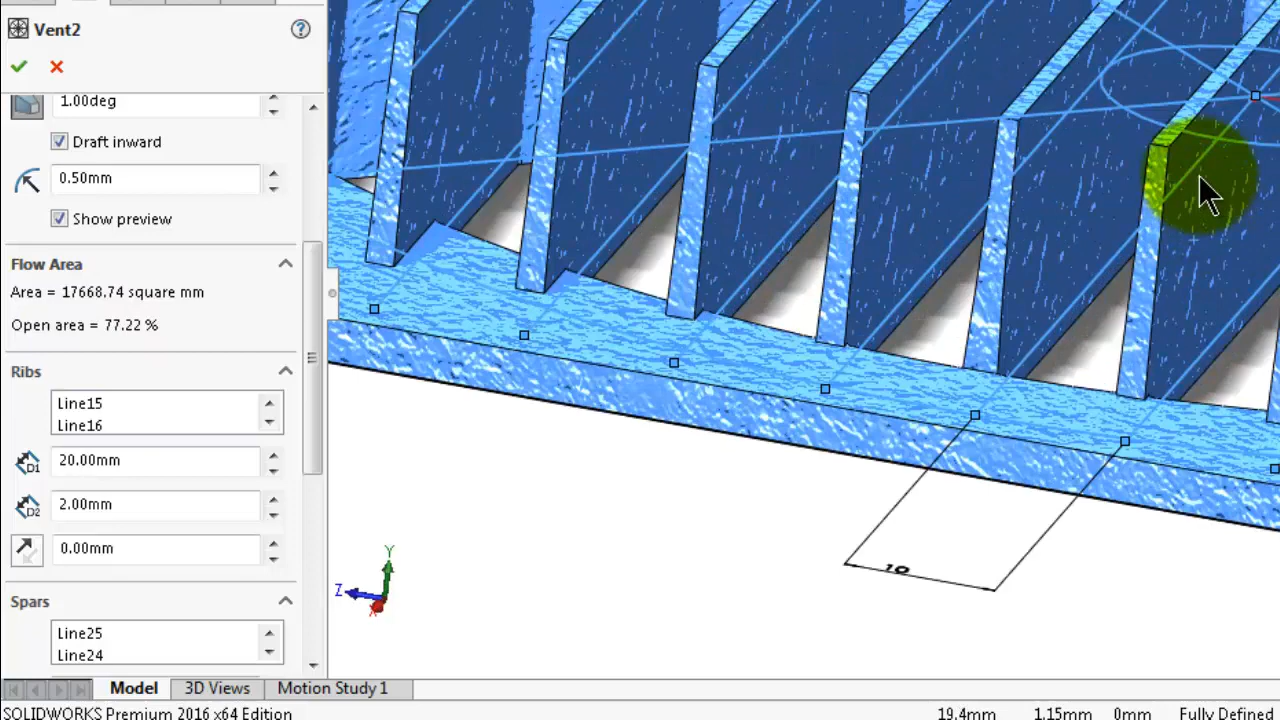 Vent2
1.00deg
Draft inward
0.50mm
Show preview
Flow Area
Area = 17668.74 square mm
Open area = 77.22 %
Ribs
Line15
Line16
D1
20.00mm
D2
2.00mm
0.00mm
Spars
Line25
Line24
10
Y
Z
X
Model
3D Views
Motion Study 1
SOLIDWORKS Premium 2016 x64 Edition
19.4mm
1.15mm
0mm
Fully Defined